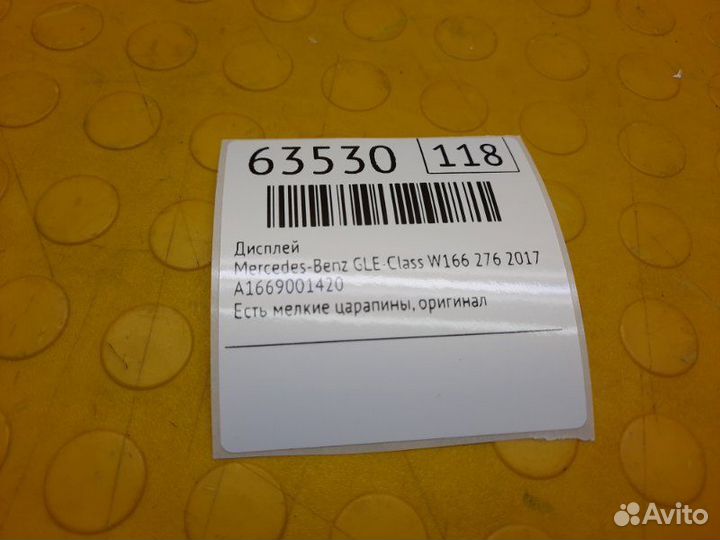 63530 118
Дисплей
Mercedes-Benz GLE-Class W166 276 2017
A1669001420
Есть мелкие царапины, оригинал
Avito